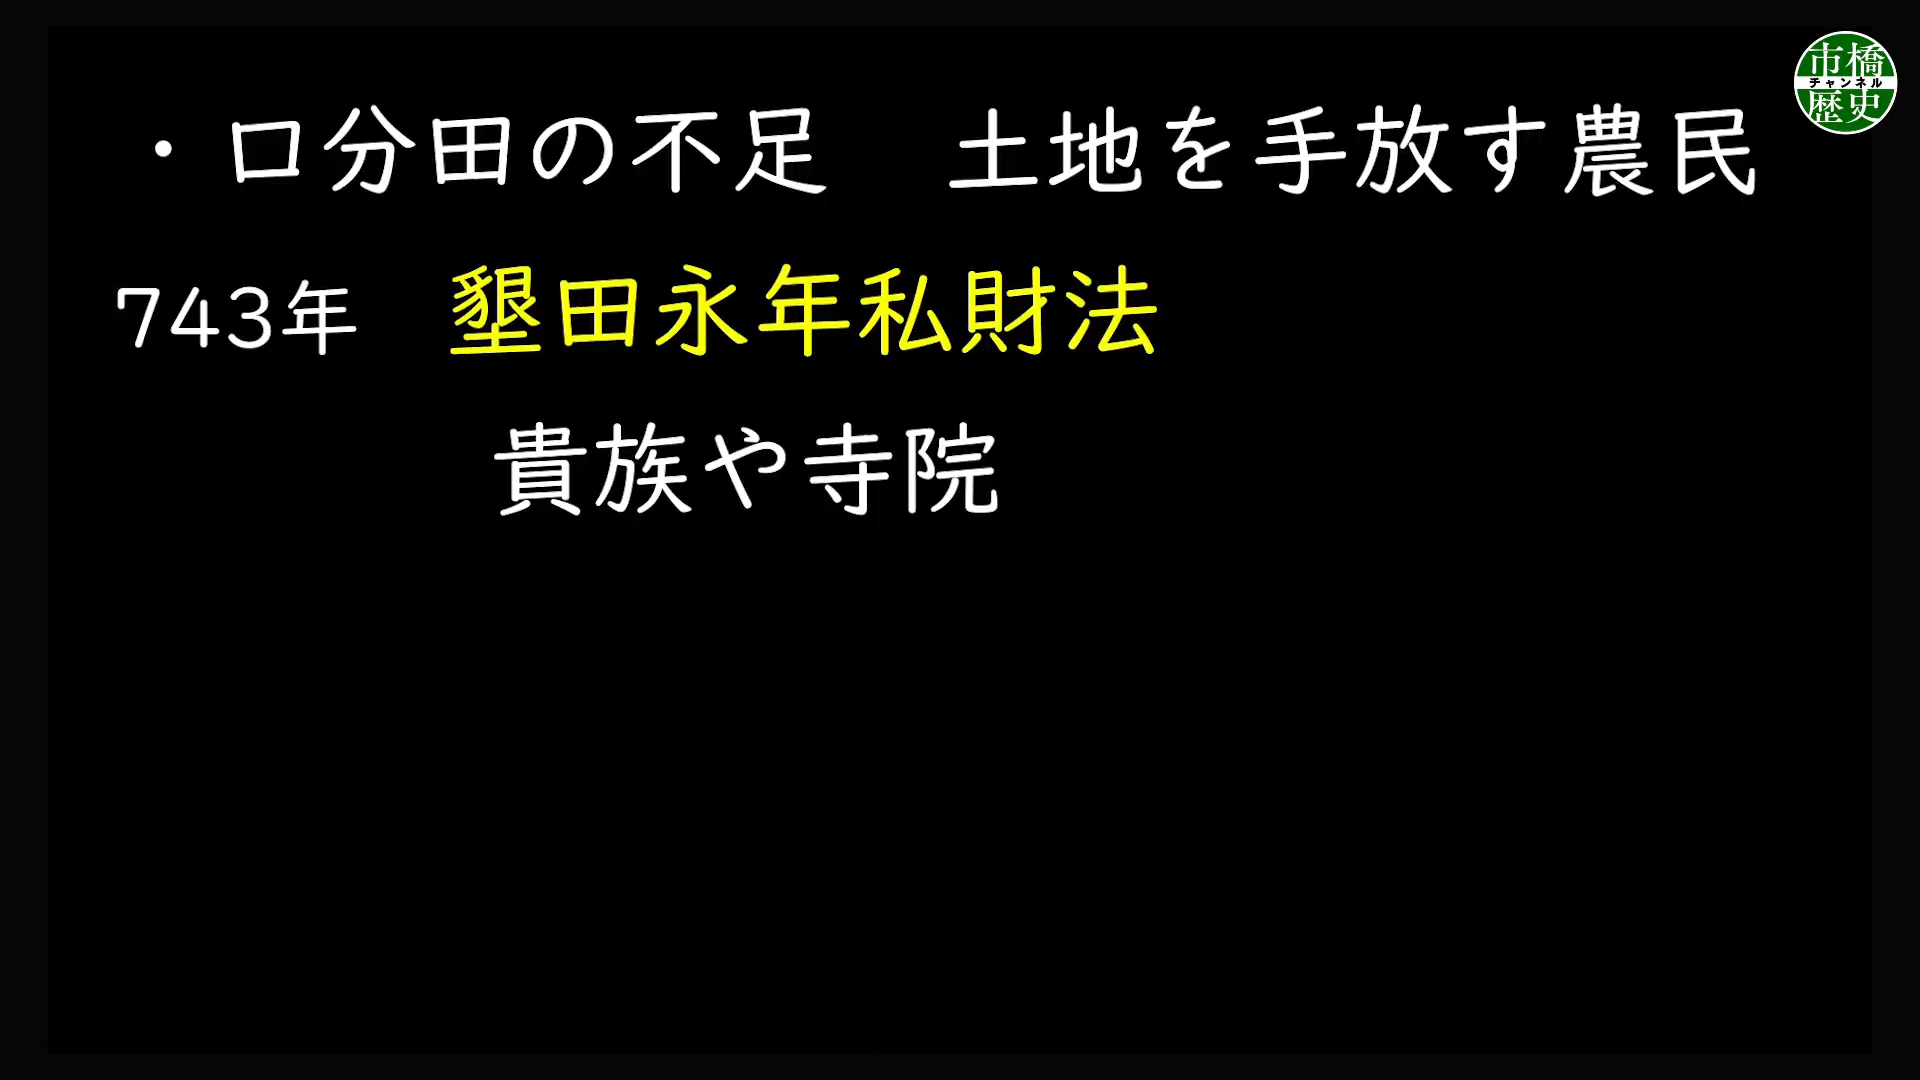 ・口分田の不足　土地を手放す農民
743年　墾田永年私財法
貴族や寺院
市橋
チャンネル
歴史